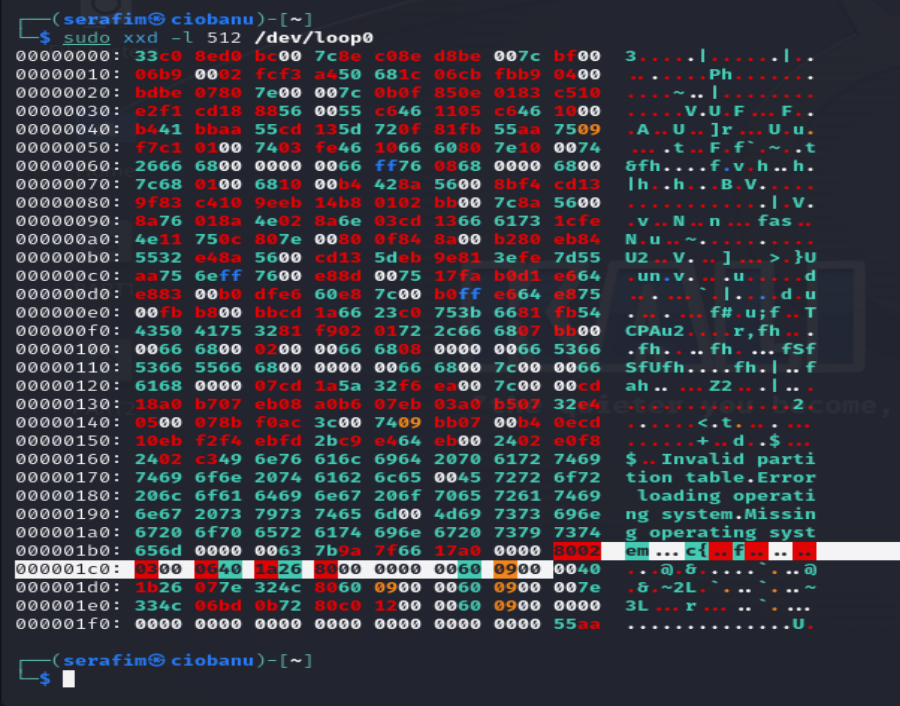 ┌──(serafim㉿ciobanu)-[~]
└─$ sudo xxd -l 512 /dev/loop0
00000000: 33c0 8ed0 bc00 7c8e c08e d8be 007c bf00  3.....|......|..
00000010: 06b9 0002 fcf3 a450 681c 06cb fbb9 0400  .......Ph.......
00000020: bdbe 0780 7e00 007c 0b0f 850e 0183 c510  ....~..|........
00000030: e2f1 cd18 8856 0055 c646 1105 c646 1000  .....V.U.F...F..
00000040: b441 bbaa 55cd 135d 720f 81fb 55aa 7509  .A..U..]r...U.u.
00000050: f7c1 0100 7403 fe46 1066 6080 7e10 0074  ....t..F.f`.~..t
00000060: 2666 6800 0000 0066 ff76 0868 0000 6800  &fh....f.v.h..h.
00000070: 7c68 0100 6810 00b4 428a 5600 8bf4 cd13  |h..h...B.V.....
00000080: 9f83 c410 9eeb 14b8 0102 bb00 7c8a 5600  ............|.V.
00000090: 8a76 018a 4e02 8a6e 03cd 1366 6173 1cfe  .v..N..n...fas..
000000a0: 4e11 750c 807e 0080 0f84 8a00 b280 eb84  N.u..~..........
000000b0: 5532 e48a 5600 cd13 5deb 9e81 3efe 7d55  U2..V...]...>.}U
000000c0: aa75 6eff 7600 e88d 0075 17fa b0d1 e664  .un.v....u.....d
000000d0: e883 00b0 dfe6 60e8 7c00 b0ff e664 e875  ......`.|....d.u
000000e0: 00fb b800 bbcd 1a66 23c0 753b 6681 fb54  .......f#.u;f..T
000000f0: 4350 4175 3281 f902 0172 2c66 6807 bb00  CPAu2....r,fh...
00000100: 0066 6800 0200 0066 6808 0000 0066 5366  .fh....fh....fSf
00000110: 5366 5566 6800 0000 0066 6800 7c00 0066  SfUfh....fh.|..f
00000120: 6168 0000 07cd 1a5a 32f6 ea00 7c00 00cd  ah.....Z2...|...
00000130: 18a0 b707 eb08 a0b6 07eb 03a0 b507 32e4  ..............2.
00000140: 0500 078b f0ac 3c00 7409 bb07 00b4 0ecd  ......<.t.......
00000150: 10eb f2f4 ebfd 2bc9 e464 eb00 2402 e0f8  ......+..d..$...
00000160: 2402 c349 6e76 616c 6964 2070 6172 7469  $..Invalid parti
00000170: 7469 6f6e 2074 6162 6c65 0045 7272 6f72  tion table.Error
00000180: 206c 6f61 6469 6e67 206f 7065 7261 7469   loading operati
00000190: 6e67 2073 7973 7465 6d00 4d69 7373 696e  ng system.Missin
000001a0: 6720 6f70 6572 6174 696e 6720 7379 7374  g operating syst
000001b0: 656d 0000 0063 7b9a 7f66 17a0 0000 8002  em...c{..f......
000001c0: 0300 0640 1a26 8000 0000 0060 0900 0040  ...@.&.....`...@
000001d0: 1b26 077e 324c 8060 0900 0060 0900 007e  .&.~2L.`...`...~
000001e0: 334c 06bd 0b72 80c0 1200 0060 0900 0000  3L...r.....`....
000001f0: 0000 0000 0000 0000 0000 0000 0000 55aa  ..............U.
┌──(serafim㉿ciobanu)-[~]
└─$